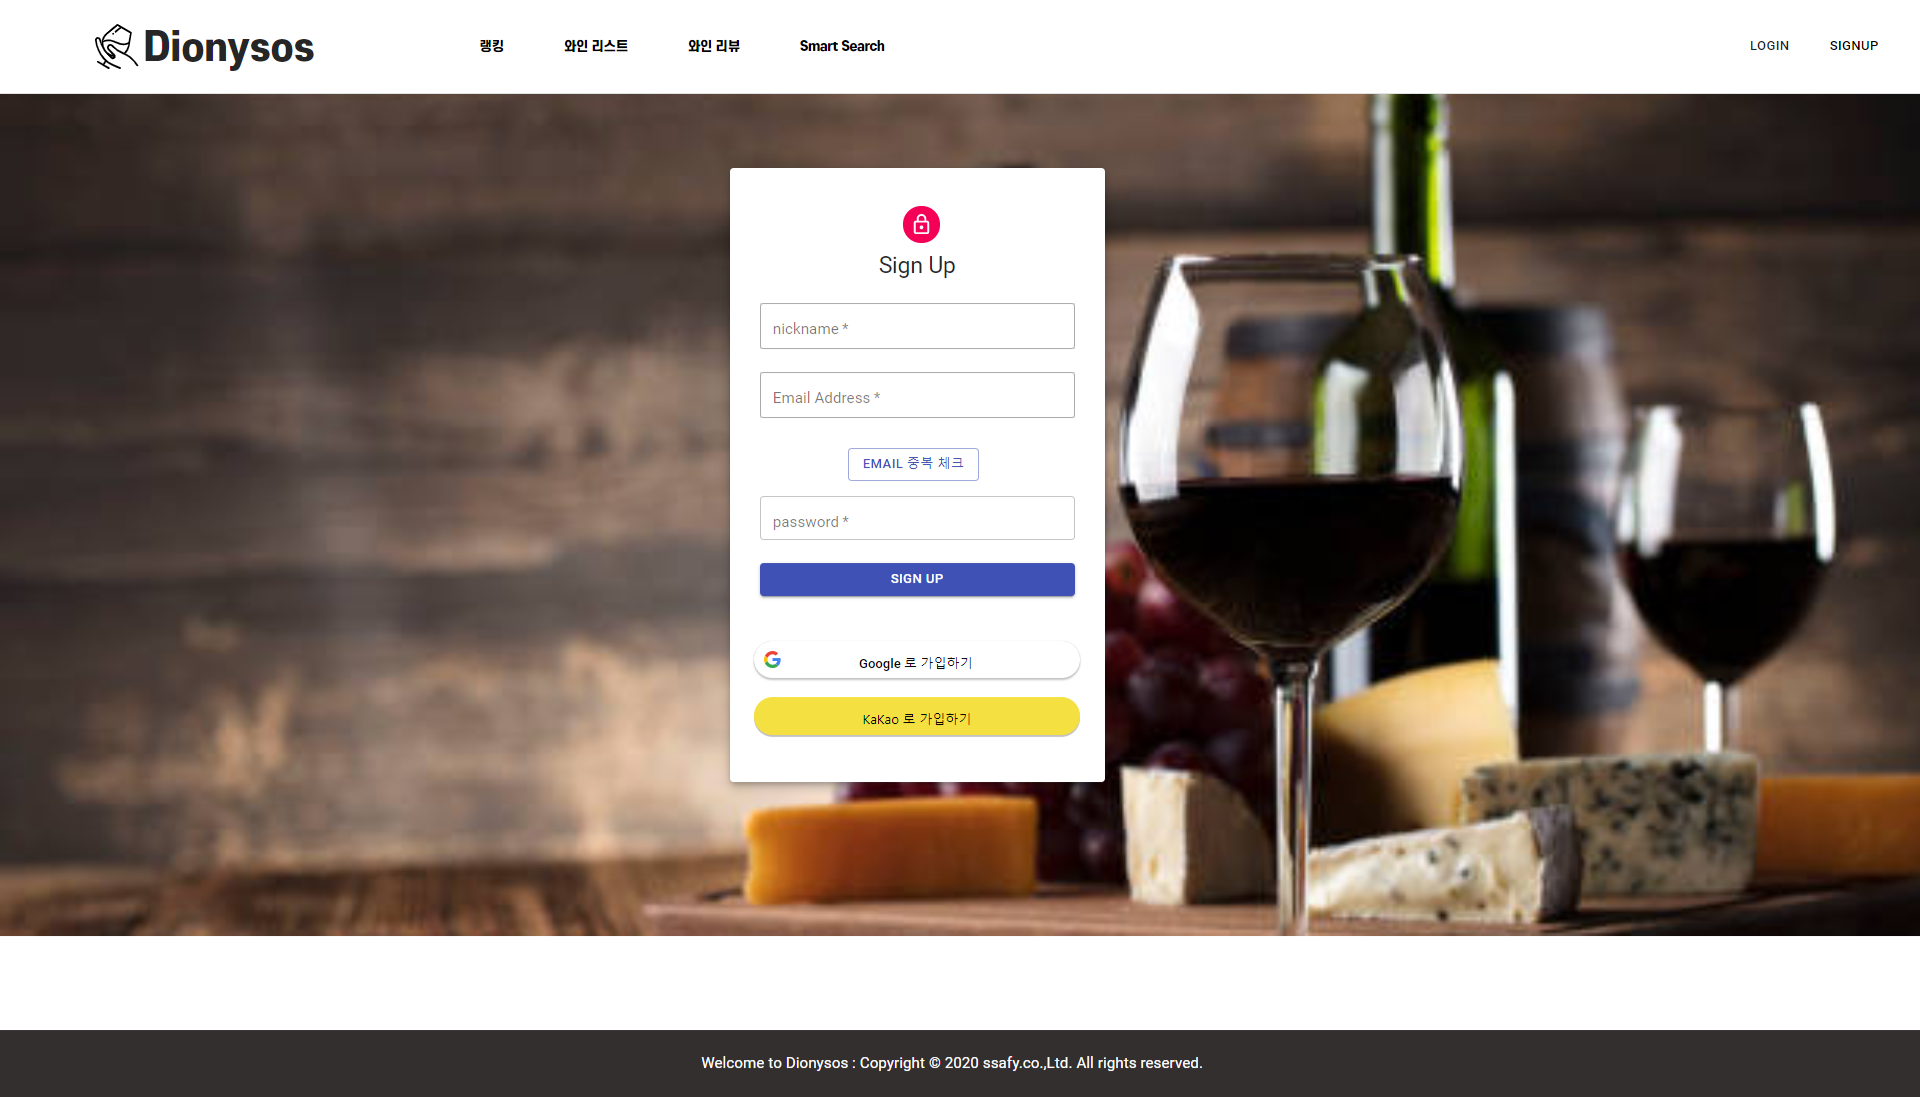 Dionysos
랭킹
와인 리스트
와인 리뷰
Smart Search
LOGIN
SIGNUP
Sign Up
nickname *
Email Address *
EMAIL 중복 체크
password *
SIGN UP
Google 로 가입하기
KaKao 로 가입하기
Welcome to Dionysos : Copyright © 2020 ssafy.co.,Ltd. All rights reserved.